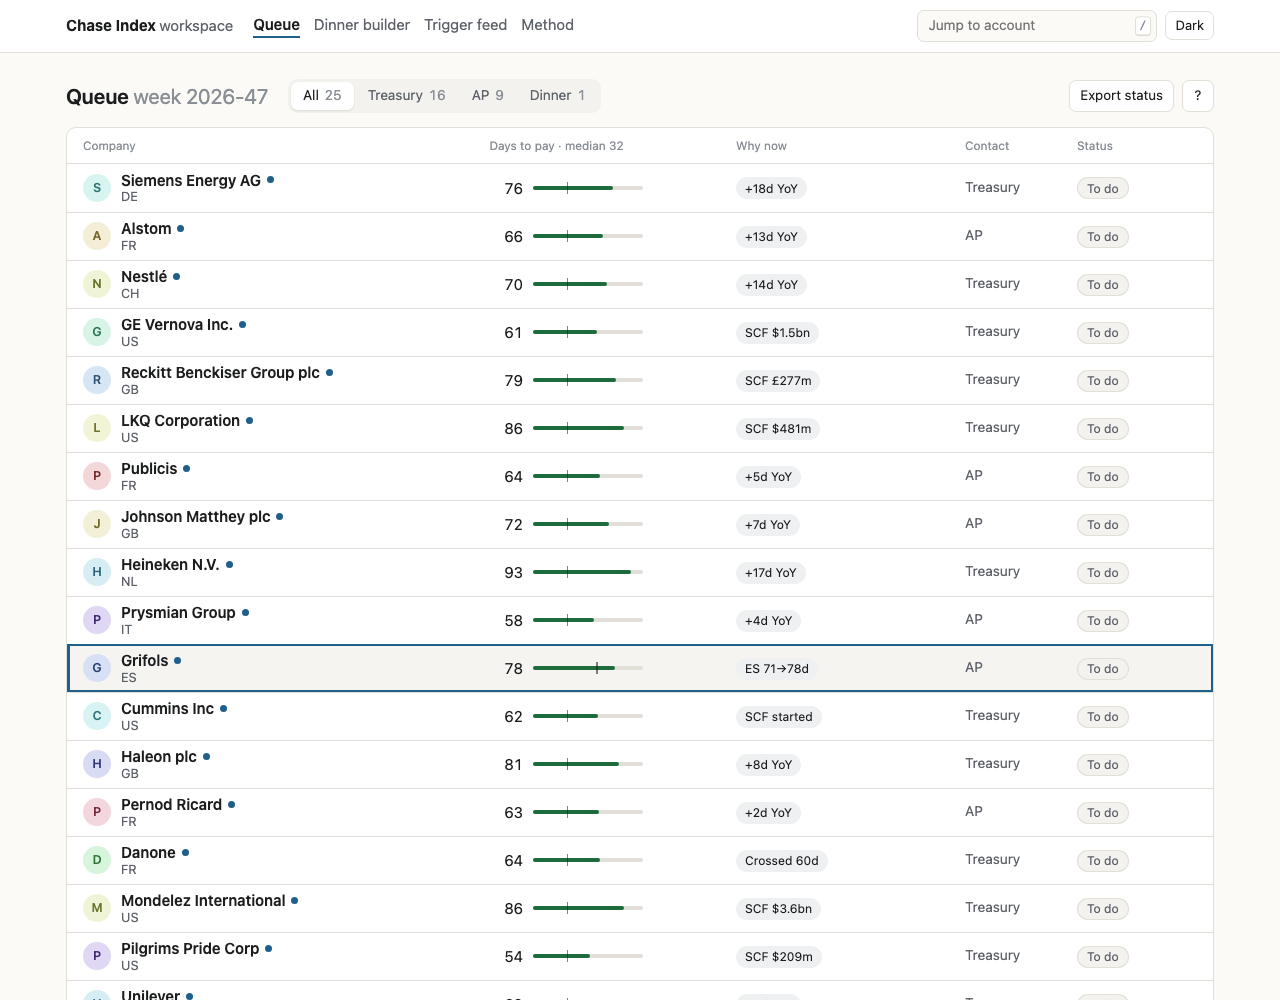 Chase Index workspace Queue Dinner builder Trigger feed Method Jump to account / Dark
Queue week 2026-47 All 25 Treasury 16 AP 9 Dinner 1 Export status ?
Company Days to pay · median 32 Why now Contact Status
S Siemens Energy AG 76 +18d YoY Treasury To do
DE
A Alstom 66 +13d YoY AP To do
FR
N Nestlé 70 +14d YoY Treasury To do
CH
G GE Vernova Inc. 61 SCF $1.5bn Treasury To do
US
R Reckitt Benckiser Group plc 79 SCF £277m Treasury To do
GB
L LKQ Corporation 86 SCF $481m Treasury To do
US
P Publicis 64 +5d YoY AP To do
FR
J Johnson Matthey plc 72 +7d YoY AP To do
GB
H Heineken N.V. 93 +17d YoY Treasury To do
NL
P Prysmian Group 58 +4d YoY AP To do
IT
G Grifols 78 ES 71→78d AP To do
ES
C Cummins Inc 62 SCF started Treasury To do
US
H Haleon plc 81 +8d YoY Treasury To do
GB
P Pernod Ricard 63 +2d YoY AP To do
FR
D Danone 64 Crossed 60d Treasury To do
FR
M Mondelez International 86 SCF $3.6bn Treasury To do
US
P Pilgrims Pride Corp 54 SCF $209m Treasury To do
US
Unilever